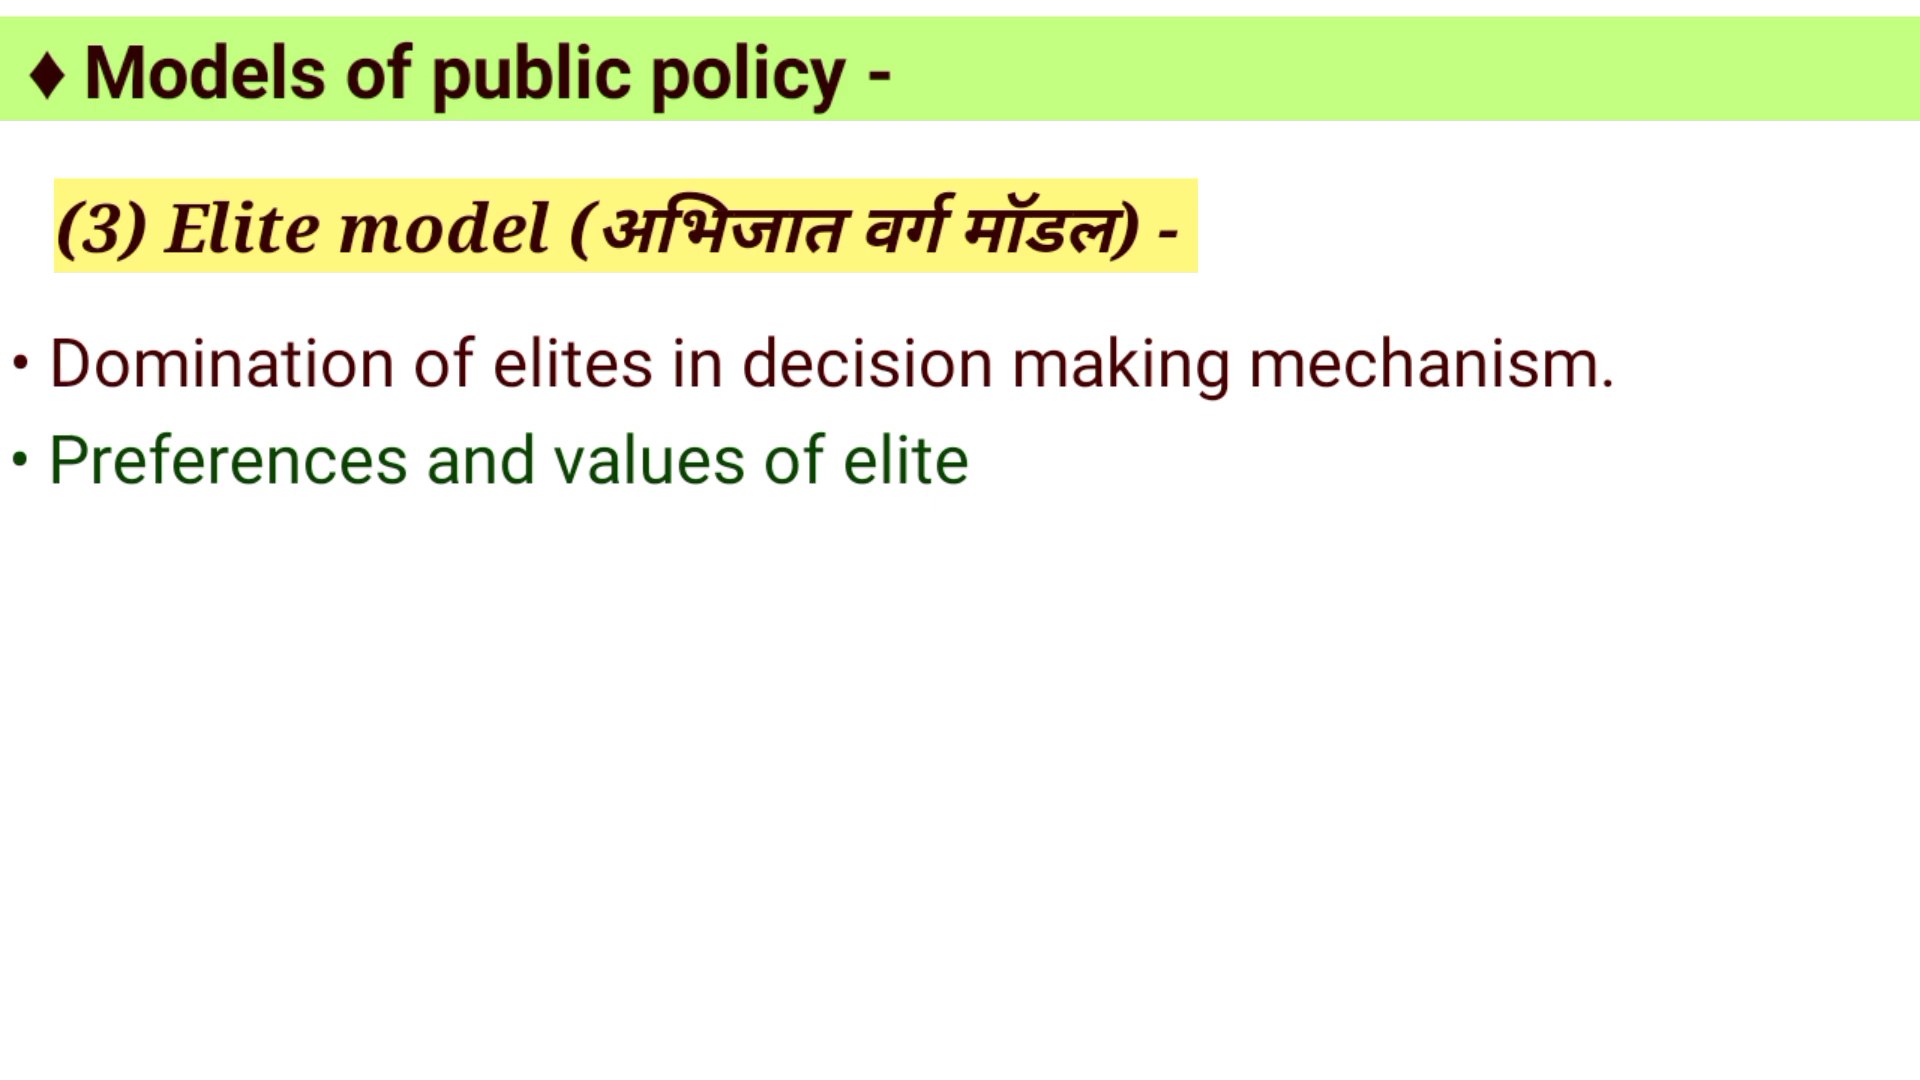 ♦ Models of public policy -
(3) Elite model (अभिजात वर्ग मॉडल) -
• Domination of elites in decision making mechanism.
• Preferences and values of elite